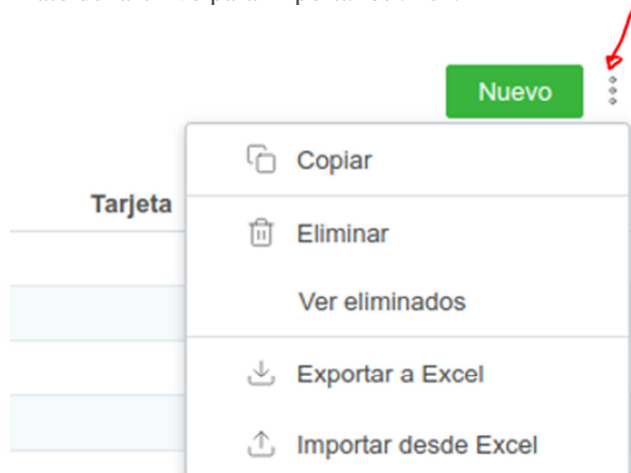 Nuevo
Copiar
Tarjeta
Eliminar
Ver eliminados
Exportar a Excel
Importar desde Excel